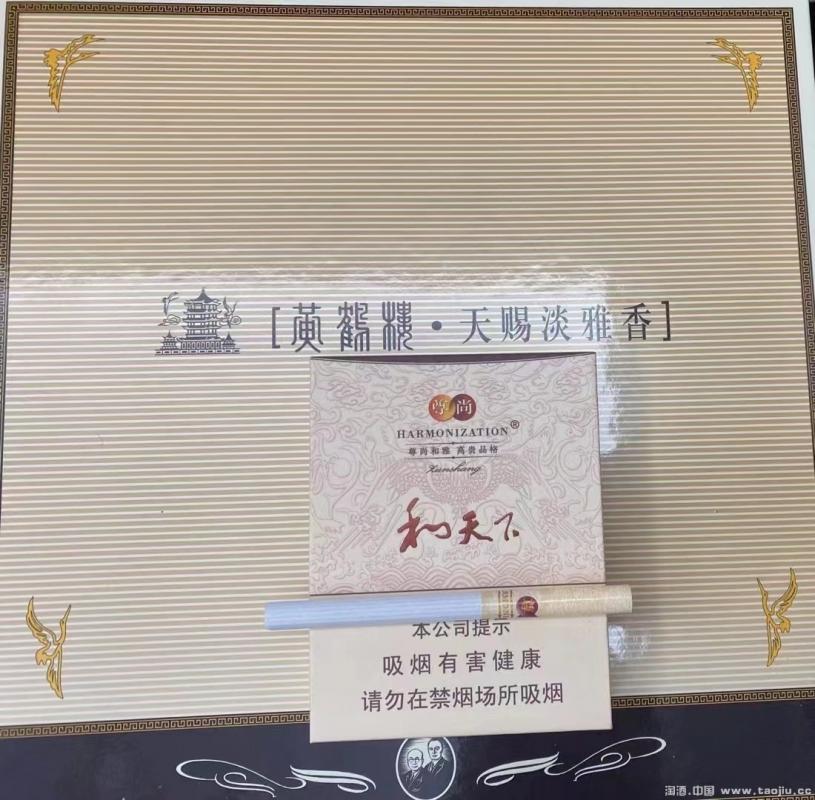 [黄鹤楼·天赐淡雅香]
尊尚
HARMONIZATION®
尊尚和雅 高贵品格
Zunshang
和天下
本公司提示
吸烟有害健康
请勿在禁烟场所吸烟
淘酒.中国 www.taojiu.cc